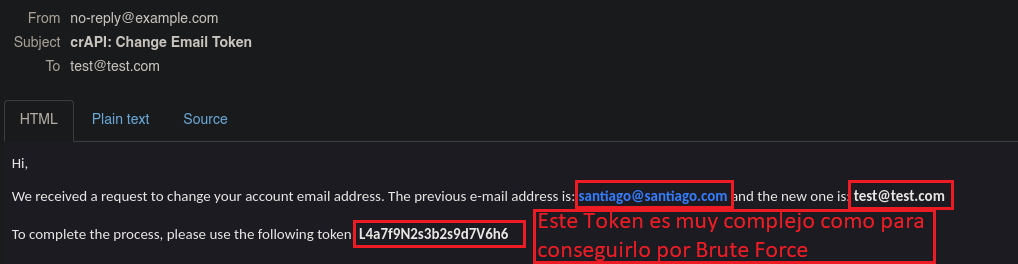 From no-reply@example.com
Subject crAPI: Change Email Token
To test@test.com
HTML Plain text Source
Hi,
We received a request to change your account email address. The previous e-mail address is: santiago@santiago.com and the new one is: test@test.com
To complete the process, please use the following token L4a7f9N2s3b2s9d7V6h6
Este Token es muy complejo como para
conseguirlo por Brute Force